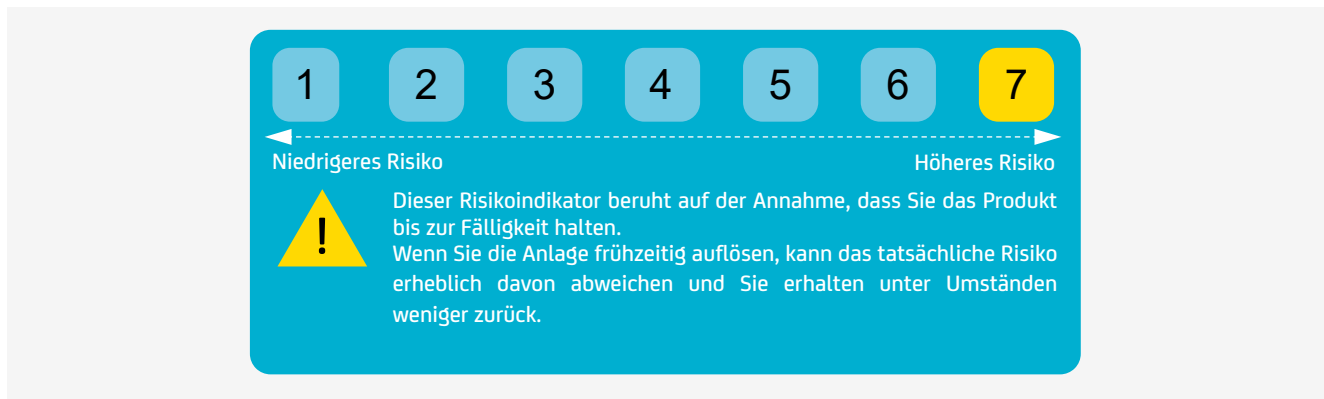 1 2 3 4 5 6 7
Niedrigeres Risiko Höheres Risiko
!
Dieser Risikoindikator beruht auf der Annahme, dass Sie das Produkt
bis zur Fälligkeit halten.
Wenn Sie die Anlage frühzeitig auflösen, kann das tatsächliche Risiko
erheblich davon abweichen und Sie erhalten unter Umständen
weniger zurück.